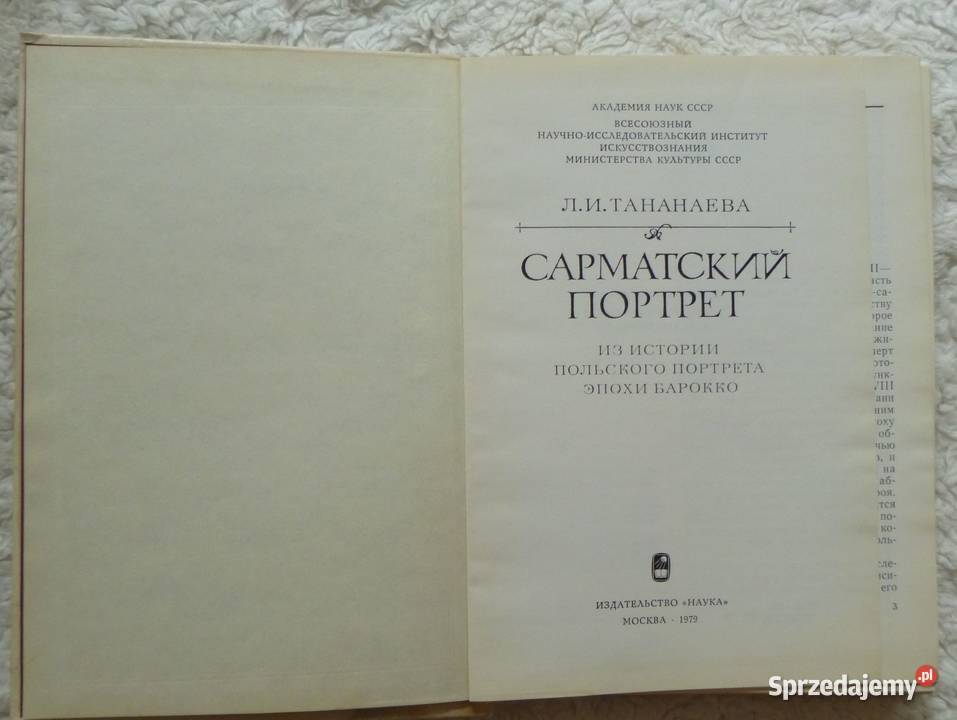 АКАДЕМИЯ НАУК СССР
ВСЕСОЮЗНЫЙ
НАУЧНО-ИССЛЕДОВАТЕЛЬСКИЙ ИНСТИТУТ
ИСКУССТВОЗНАНИЯ
МИНИСТЕРСТВА КУЛЬТУРЫ СССР
Л.И.ТАНАНАЕВА
САРМАТСКИЙ
ПОРТРЕТ
ИЗ ИСТОРИИ
ПОЛЬСКОГО ПОРТРЕТА
ЭПОХИ БАРОККО
ИЗДАТЕЛЬСТВО «НАУКА»
МОСКВА · 1979
3
Sprzedajemy.pl